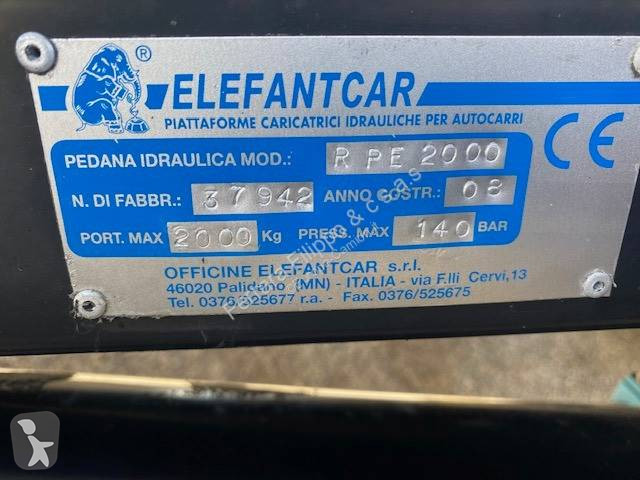 ®
ELEFANTCAR
PIATTAFORME CARICATRICI IDRAULICHE PER AUTOCARRI
PEDANA IDRAULICA MOD.: R PE 2000
N. DI FABBR.: 37942 ANNO COSTR.: 08
PORT. MAX 2000 Kg PRESS. MAX 140 BAR
CE
OFFICINE ELEFANTCAR s.r.l.
46020 Palidano (MN) - ITALIA - via F.lli Cervi,13
Tel. 0376/525677 r.a. - Fax. 0376/525675